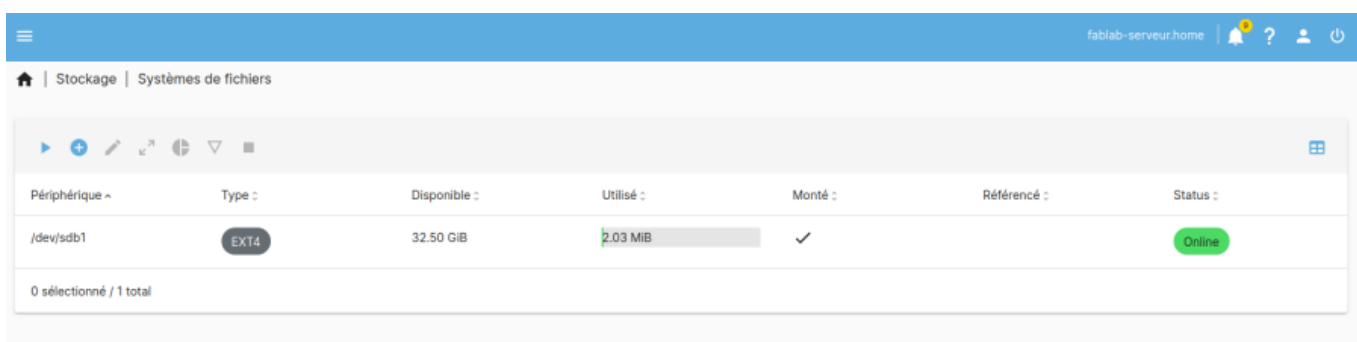 fablab-serveur.home
Stockage | Systèmes de fichiers
Périphérique Type Disponible Utilisé Monté Référencé Status
/dev/sdb1 EXT4 32.50 GiB 2.03 MiB Online
0 sélectionné / 1 total